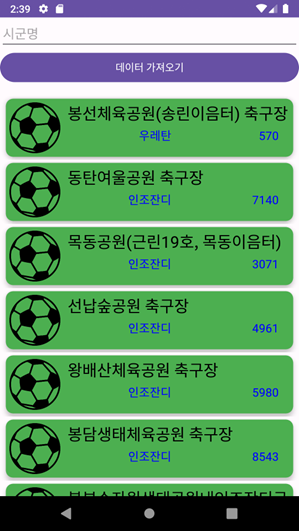 2:39
시군명
데이터 가져오기
봉선체육공원(송린이음터) 축구장
우레탄 570
동탄여울공원 축구장
인조잔디 7140
목동공원(근린19호, 목동이음터)
인조잔디 3071
선납숲공원 축구장
인조잔디 4961
왕배산체육공원 축구장
인조잔디 5980
봉담생태체육공원 축구장
인조잔디 8543